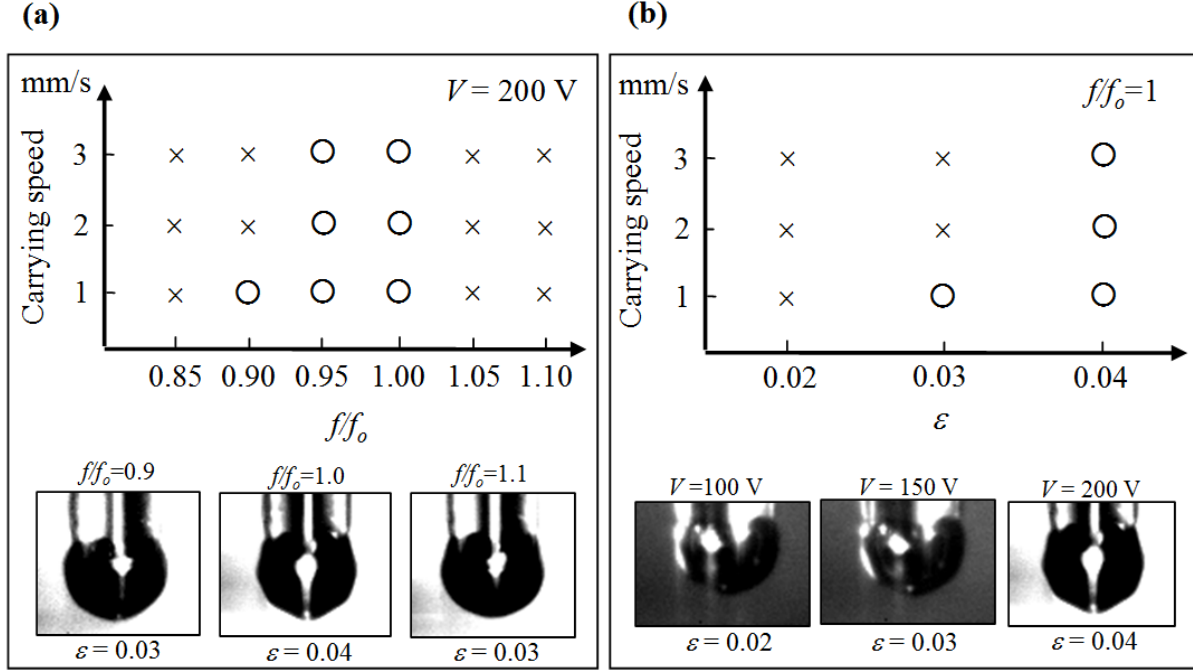 (a)
mm/s
V = 200 V
Carrying speed
3
2
1
0.85 0.90 0.95 1.00 1.05 1.10
f/fo
f/fo=0.9 f/fo=1.0 f/fo=1.1
ε = 0.03 ε = 0.04 ε = 0.03
(b)
mm/s
f/fo=1
Carrying speed
3
2
1
0.02 0.03 0.04
ε
V=100 V V = 150 V V = 200 V
ε = 0.02 ε = 0.03 ε = 0.04